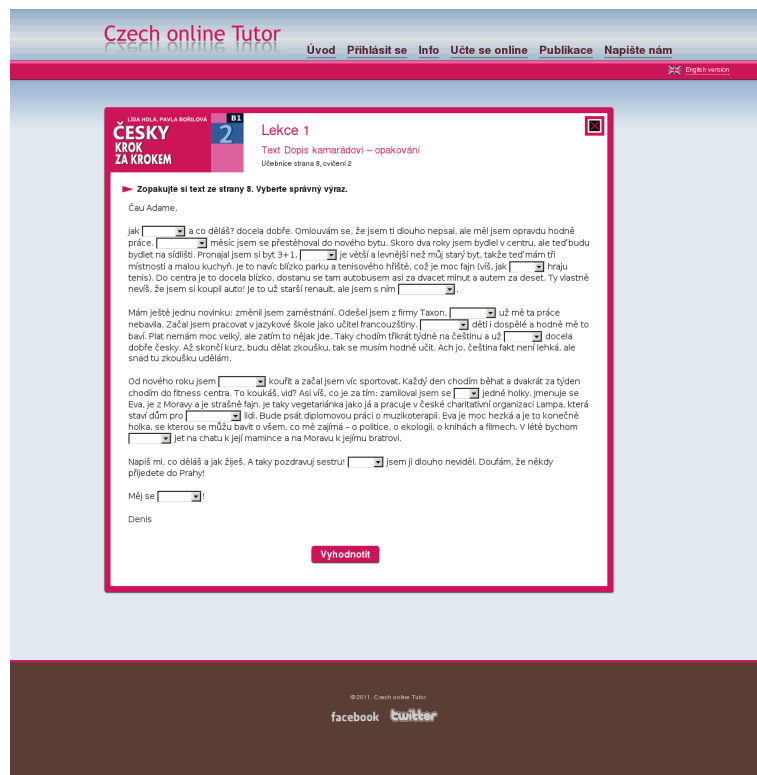 Czech online Tutor
Úvod Přihlásit se Info Učte se online Publikace Napište nám
English version
LÍDA HOLÁ, PAVLA BOŘILOVÁ
B1
ČESKY
KROK
ZA KROKEM
2
Lekce 1
Text Dopis kamarádovi – opakování
Učebnice strana 8, cvičení 2
Zopakujte si text ze strany 8. Vyberte správný výraz.
Čau Adame,
jak a co děláš? docela dobře. Omlouvám se, že jsem ti dlouho nepsal, ale měl jsem opravdu hodně
práce. měsíc jsem se přestěhoval do nového bytu. Skoro dva roky jsem bydlel v centru, ale teď budu
bydlet na sídlišti. Pronajal jsem si byt 3+1, je větší a levnější než můj starý byt, takže teď mám tři
místnosti a malou kuchyň. Je to navíc blízko parku a tenisového hřiště, což je moc fajn (víš, jak hraju
tenis). Do centra je to docela blízko, dostanu se tam autobusem asi za dvacet minut a autem za deset. Ty vlastně
nevíš, že jsem si koupil auto! Je to už starší renault, ale jsem s ním .
Mám ještě jednu novinku: změnil jsem zaměstnání. Odešel jsem z firmy Taxon, už mě ta práce
nebavila. Začal jsem pracovat v jazykové škole jako učitel francouzštiny. děti i dospělé a hodně mě to
baví. Plat nemám moc velký, ale zatím to nějak jde. Taky chodím třikrát týdně na češtinu a už docela
dobře česky. Až skončí kurz, budu dělat zkoušku, tak se musím hodně učit. Ach jo, čeština fakt není lehká, ale
snad tu zkoušku udělám.
Od nového roku jsem kouřit a začal jsem víc sportovat. Každý den chodím běhat a dvakrát za týden
chodím do fitness centra. To koukáš, viď? Asi víš, co je za tím: zamiloval jsem se jedné holky. Jmenuje se
Eva, je z Moravy a je strašně fajn. Je taky vegetariánka jako já a pracuje v české charitativní organizaci Lampa, která
staví dům pro lidi. Bude psát diplomovou práci o muzikoterapii. Eva je moc hezká a je to konečně
holka, se kterou se můžu bavit o všem, co mě zajímá – o politice, o ekologii, o knihách a filmech. V létě bychom
jet na chatu k její mamince a na Moravu k jejímu bratrovi.
Napiš mi, co děláš a jak žiješ. A taky pozdravuj sestru! jsem ji dlouho neviděl. Doufám, že někdy
přijedete do Prahy!
Měj se !
Denis
Vyhodnotit
©2011. Czech online Tutor
facebook twitter